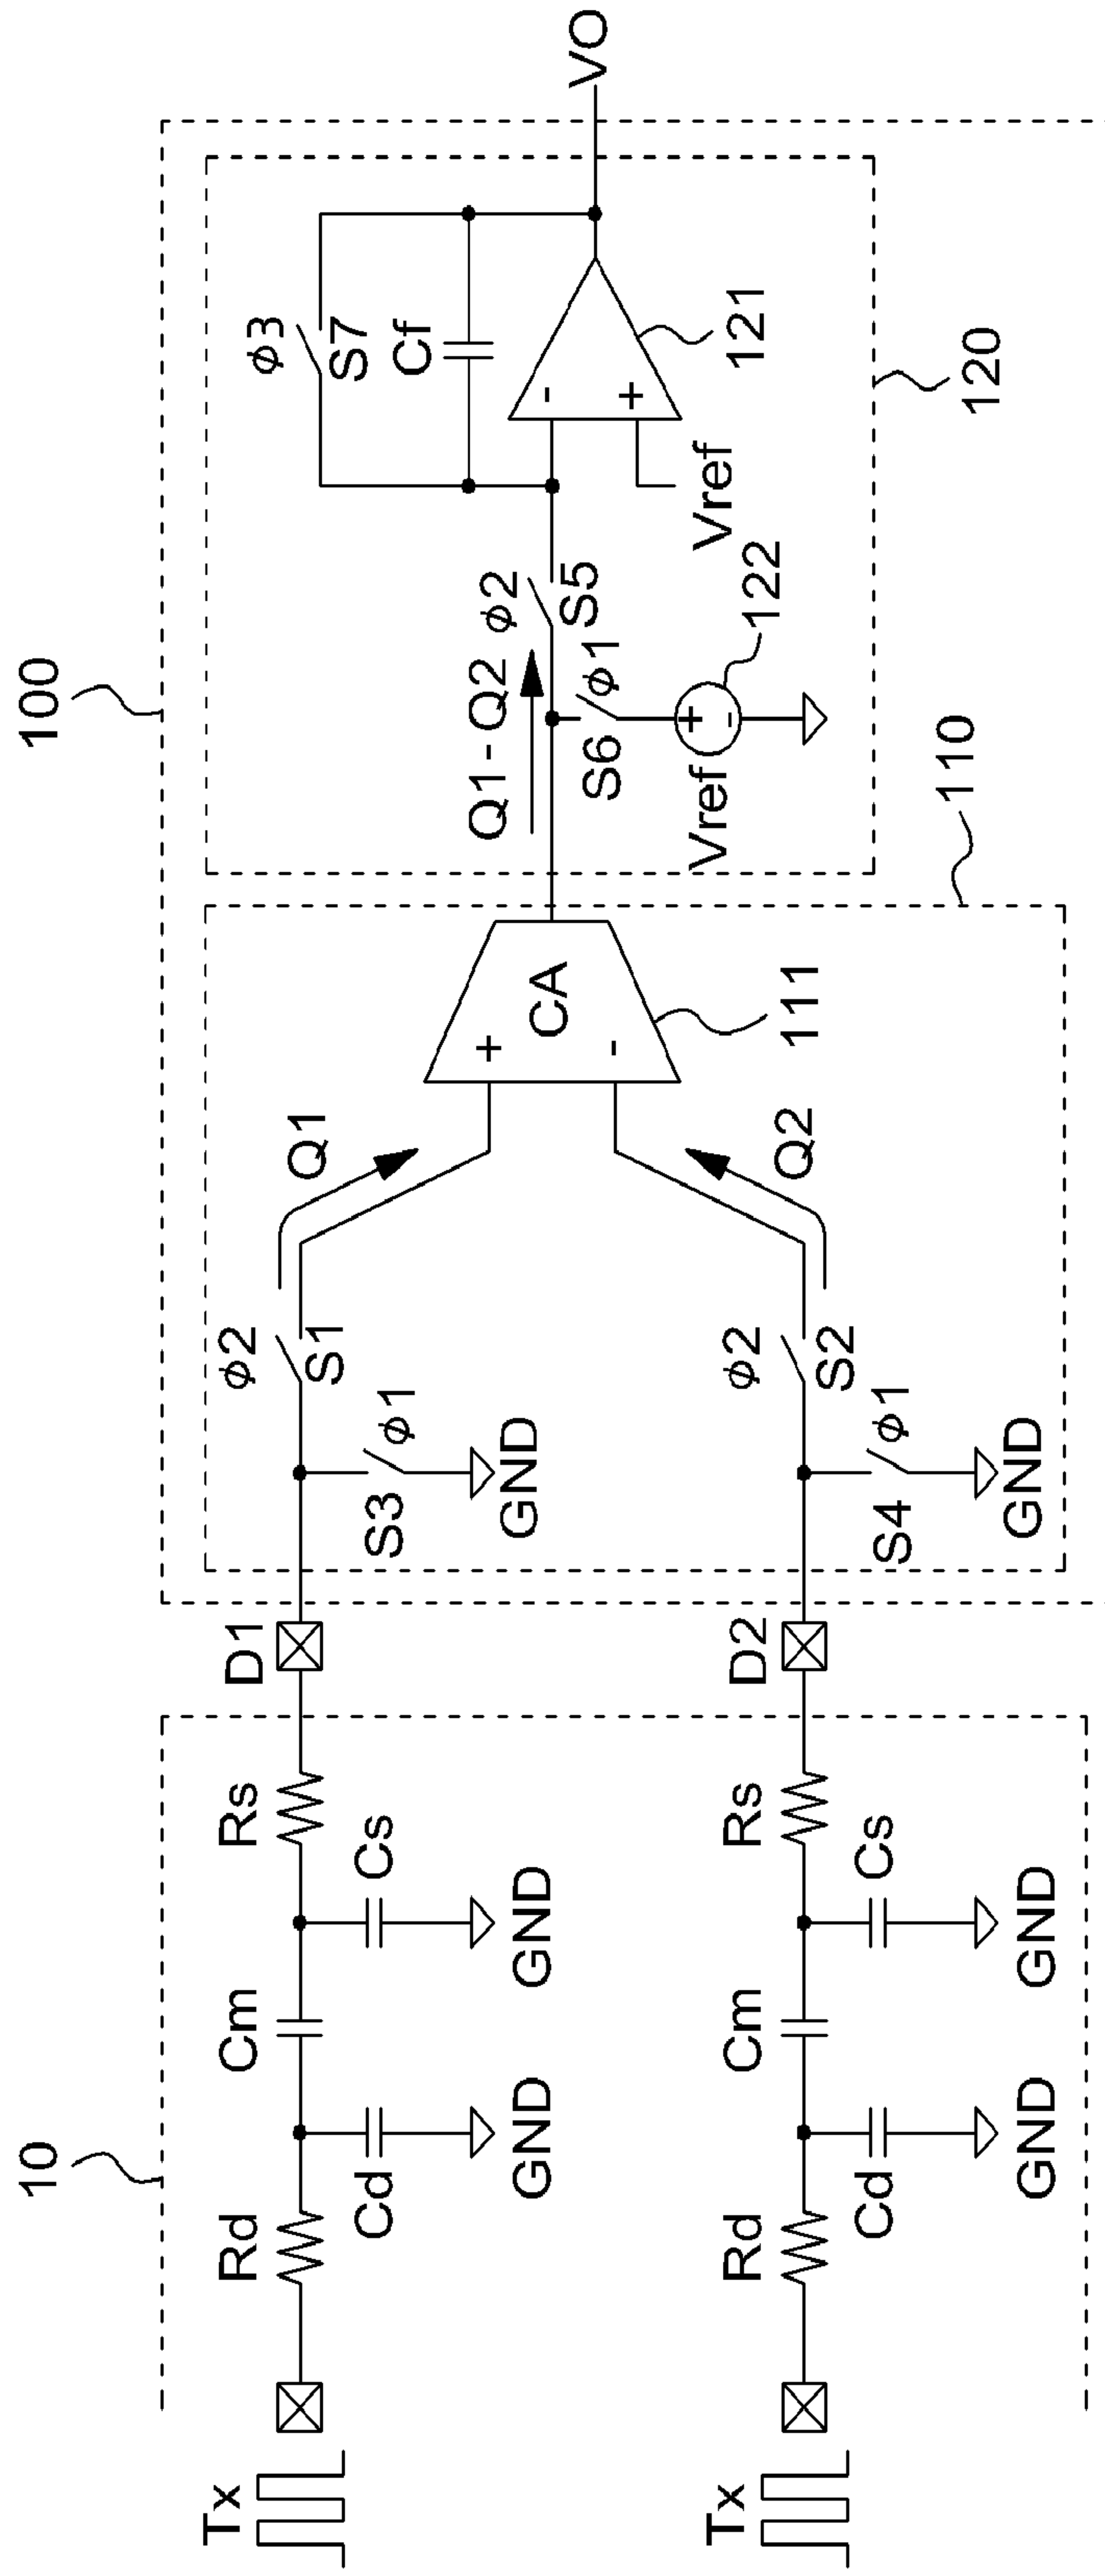 100
10
Tx
Rd
Cd
GND
Cm
Cs
GND
Rs
D1
S3
φ1
GND
φ2
S1
Q1
+
-
CA
111
Q1-Q2
φ2
S5
S6
φ1
Vref
+
-
122
φ3
S7
Cf
-
+
Vref
121
VO
120
110
Tx
Rd
Cd
GND
Cm
Cs
GND
Rs
D2
S4
φ1
GND
φ2
S2
Q2